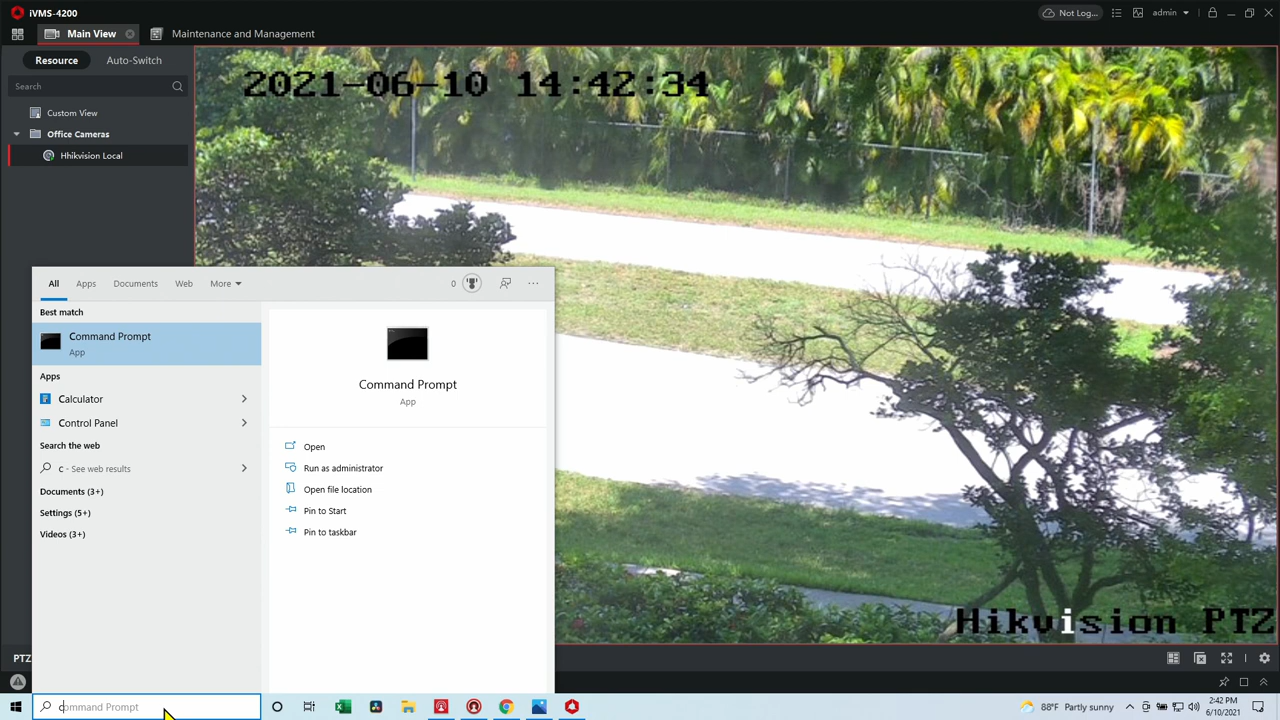 iVMS-4200
Not Log...
admin
Main View
Maintenance and Management
Resource
Auto-Switch
Search
Custom View
Office Cameras
Hhikvision Local
2021-06-10 14:42:34
Hikvision PTZ
All
Apps
Documents
Web
More
0
...
Best match
Command Prompt
App
Apps
Calculator
Control Panel
Search the web
c - See web results
Documents (3+)
Settings (5+)
Videos (3+)
Command Prompt
App
Open
Run as administrator
Open file location
Pin to Start
Pin to taskbar
PTZ
command Prompt
88°F Partly sunny
2:42 PM
6/10/2021